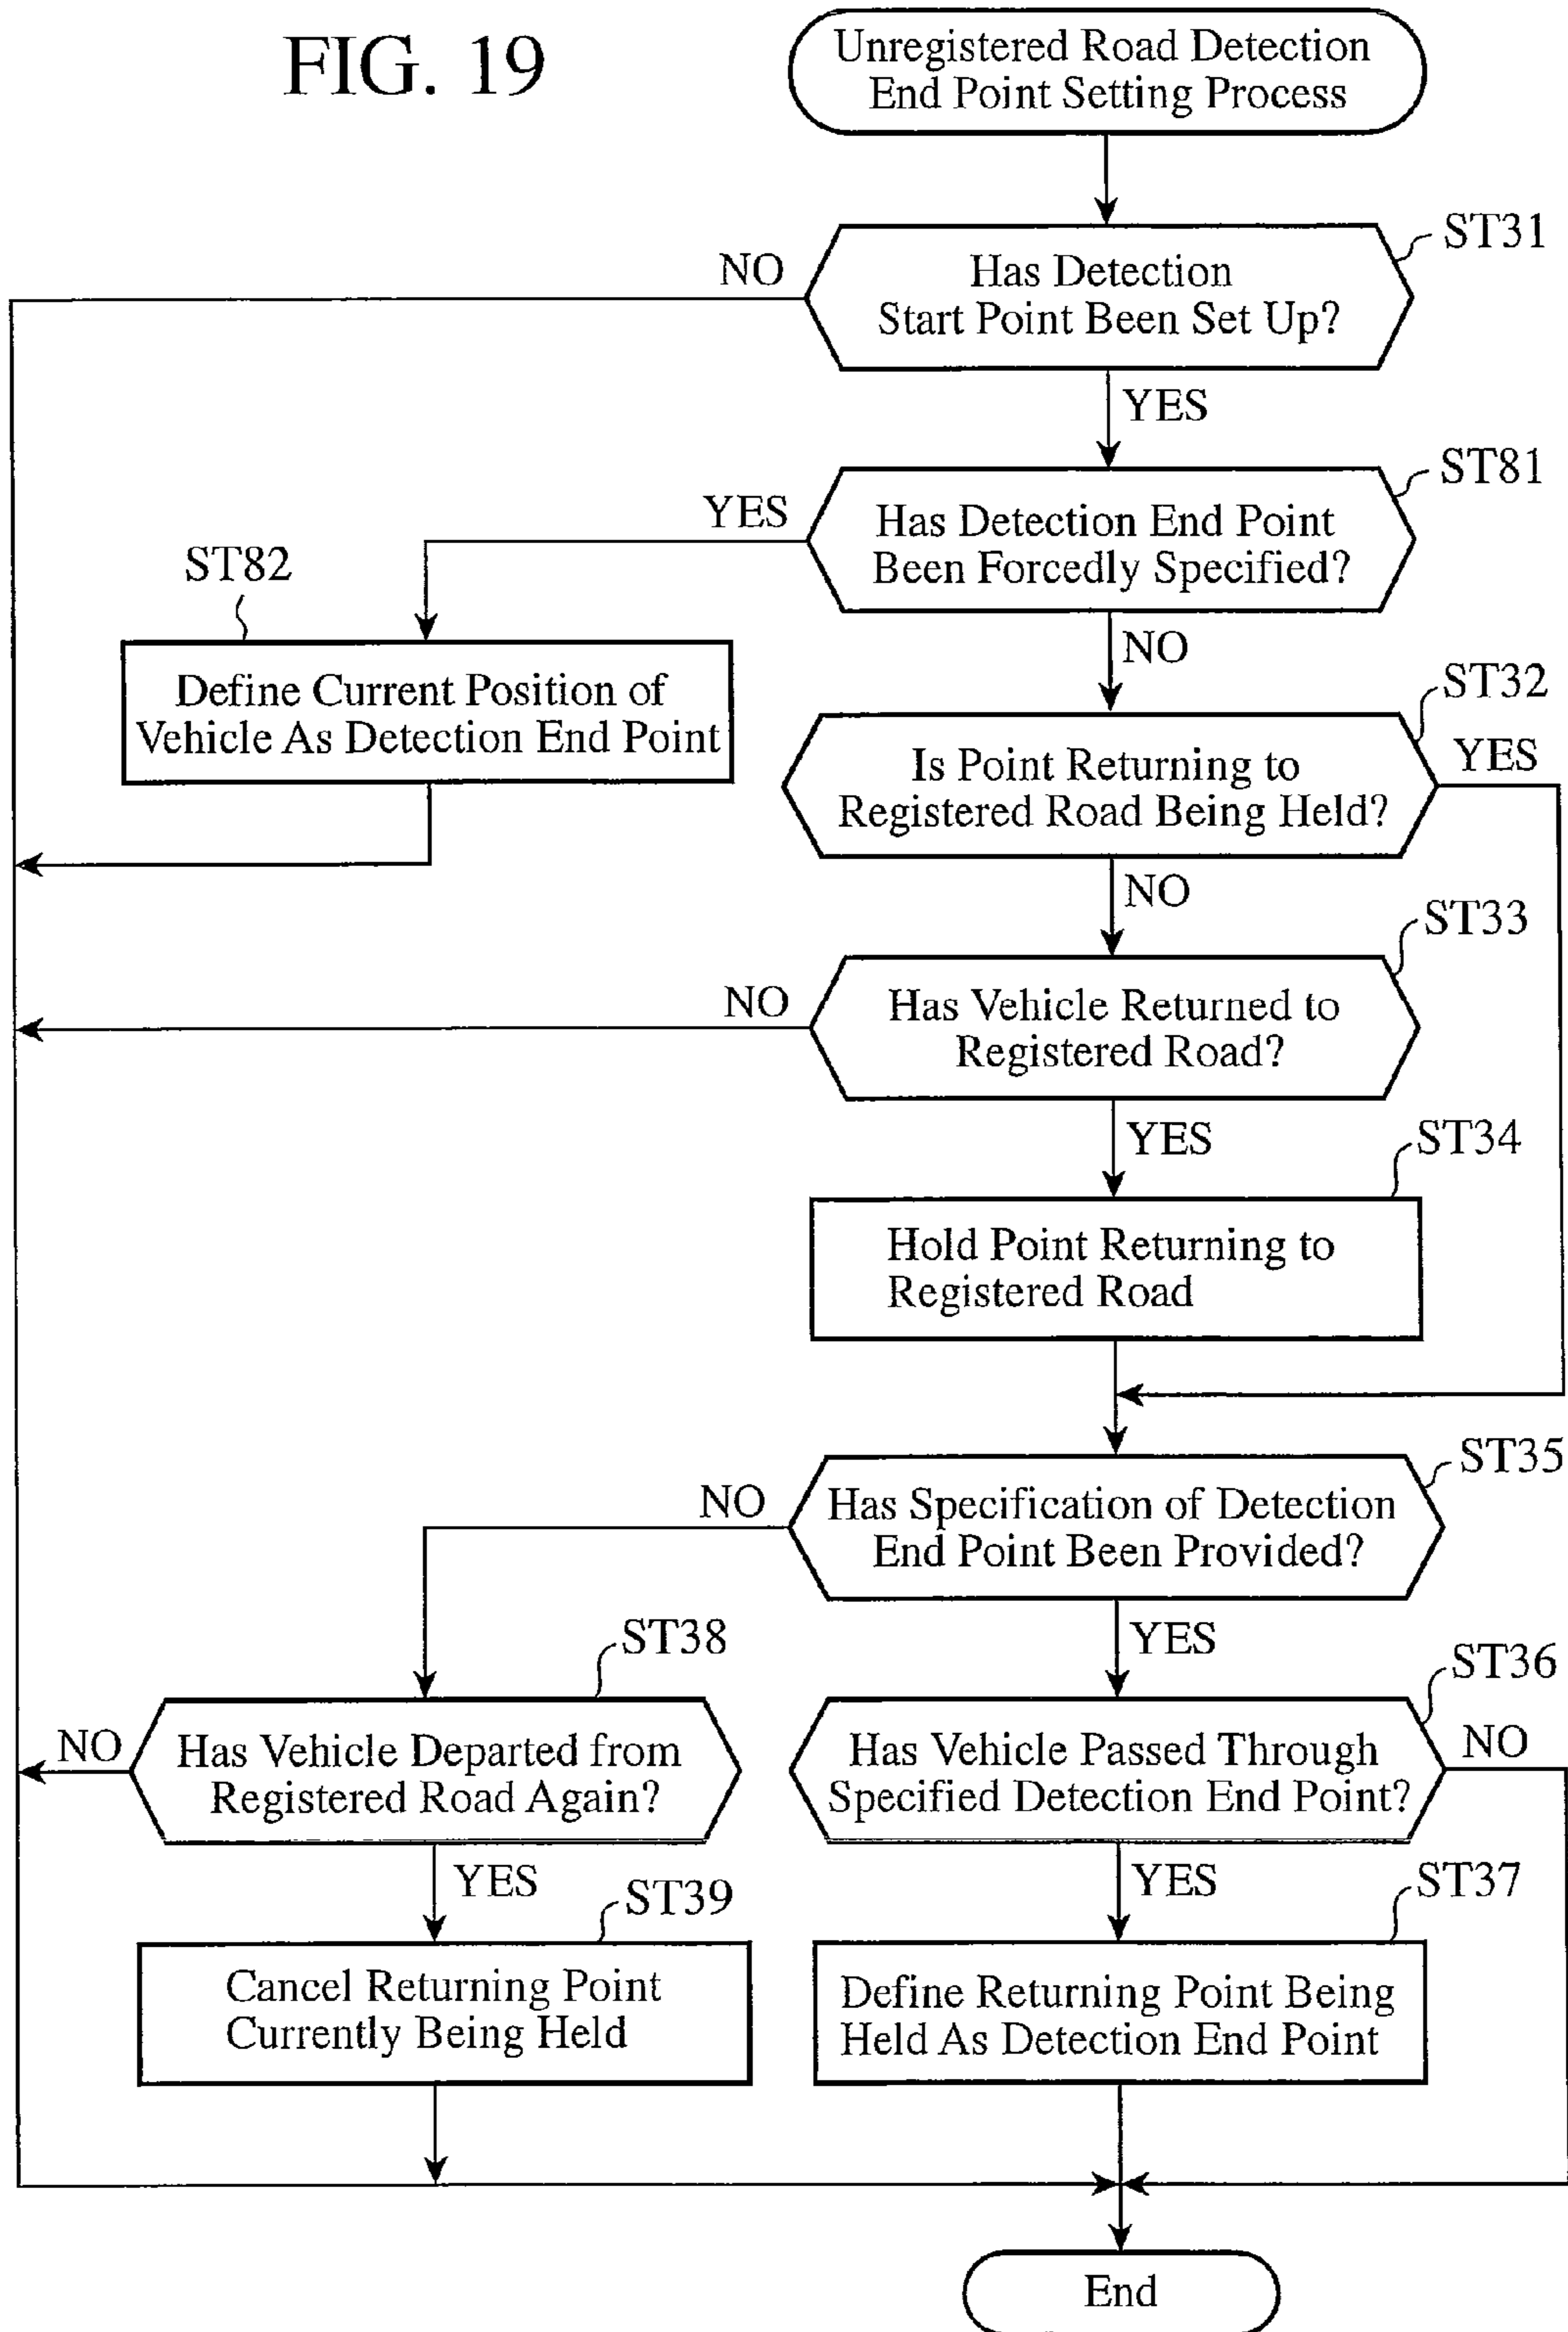 FIG. 19
Unregistered Road Detection
End Point Setting Process
ST31
NO
Has Detection
Start Point Been Set Up?
YES
ST81
YES
Has Detection End Point
Been Forcedly Specified?
ST82
NO
Define Current Position of
Vehicle As Detection End Point
ST32
YES
Is Point Returning to
Registered Road Being Held?
NO
ST33
NO
Has Vehicle Returned to
Registered Road?
YES
ST34
Hold Point Returning to
Registered Road
ST35
NO
Has Specification of Detection
End Point Been Provided?
ST38
YES
ST36
NO
Has Vehicle Departed from
Registered Road Again?
Has Vehicle Passed Through
Specified Detection End Point?
NO
YES
ST39
YES
ST37
Cancel Returning Point
Currently Being Held
Define Returning Point Being
Held As Detection End Point
End